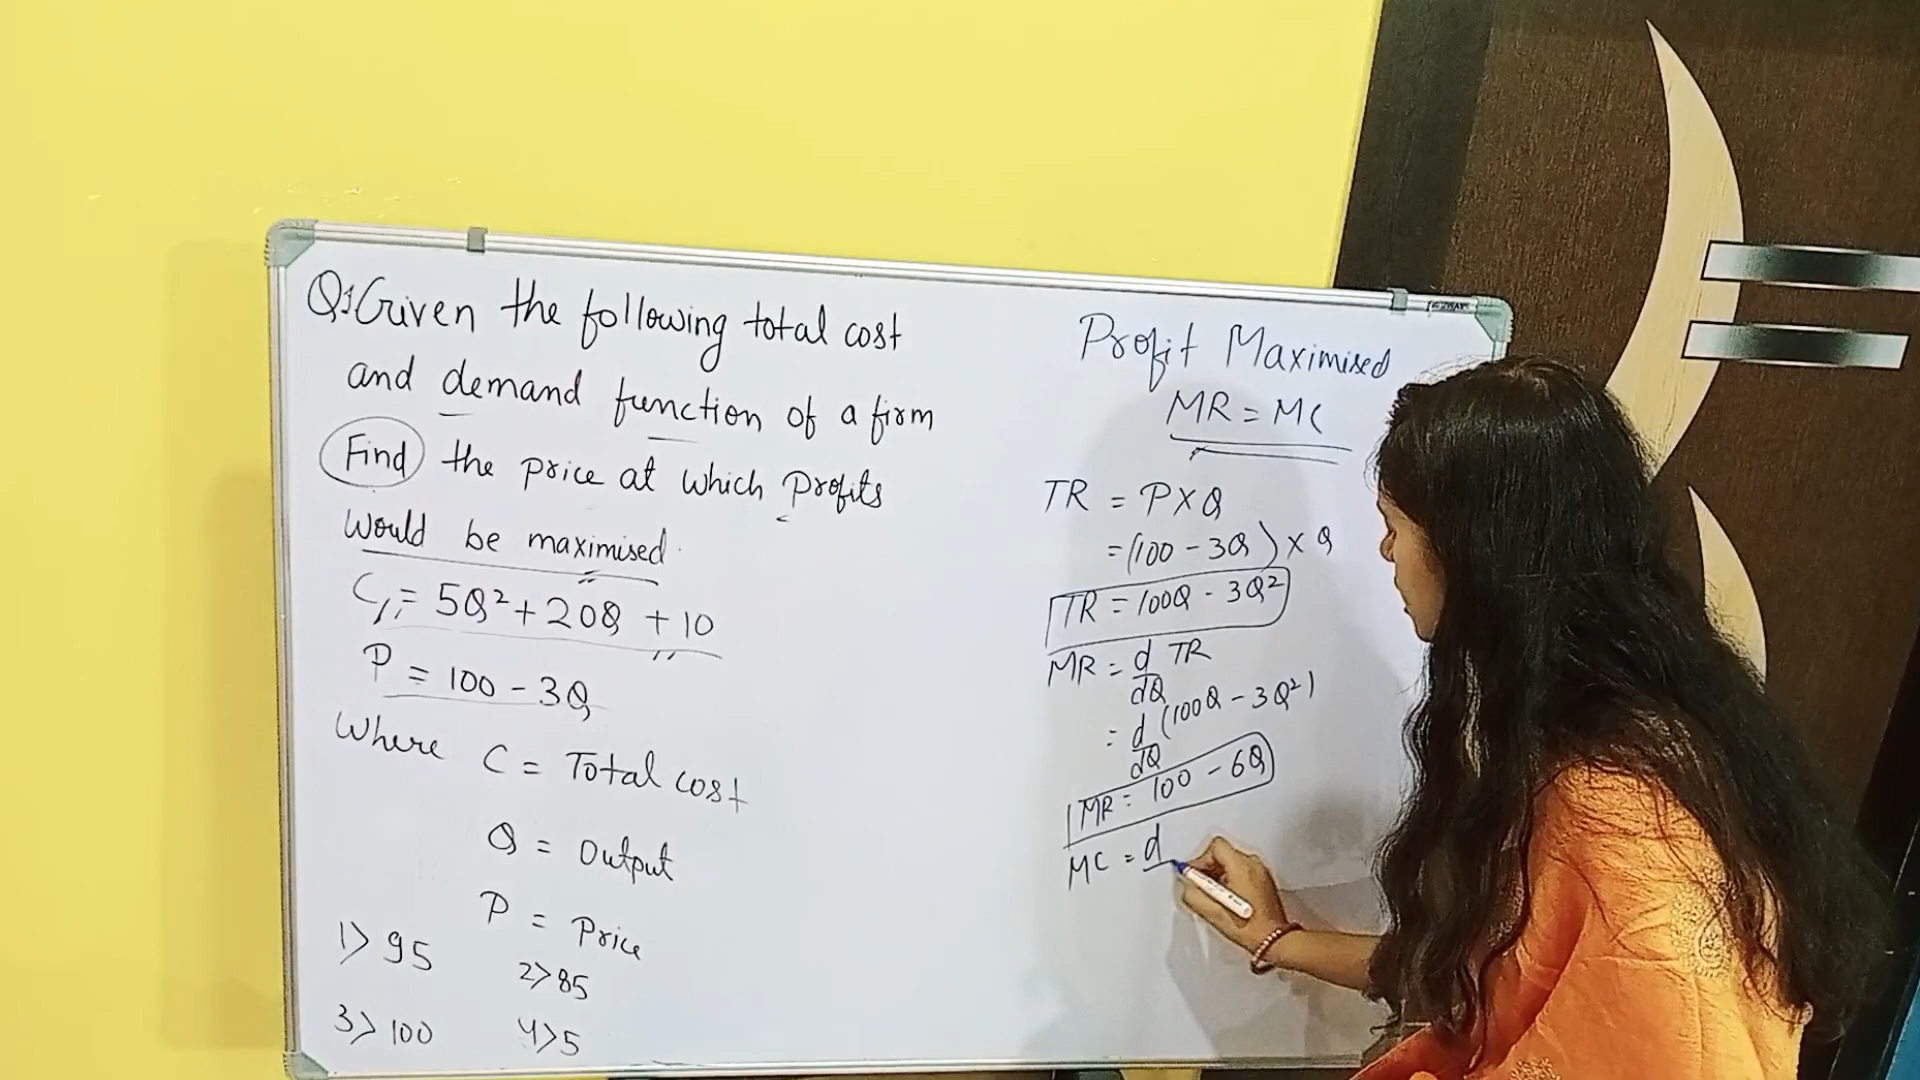 Q1 Given the following total cost
and demand function of a firm
Find the price at which Profits
would be maximised.
C = 5Q² + 20Q + 10
P = 100 - 3Q
Where C = Total cost
Q = Output
P = Price
1> 95
2> 85
3> 100
4> 5
Profit Maximised
MR = MC
TR = P X Q
= (100 - 3Q) X Q
TR = 100Q - 3Q²
MR = d TR
dQ
= d (100Q - 3Q²)
dQ
MR = 100 - 6Q
MC = d